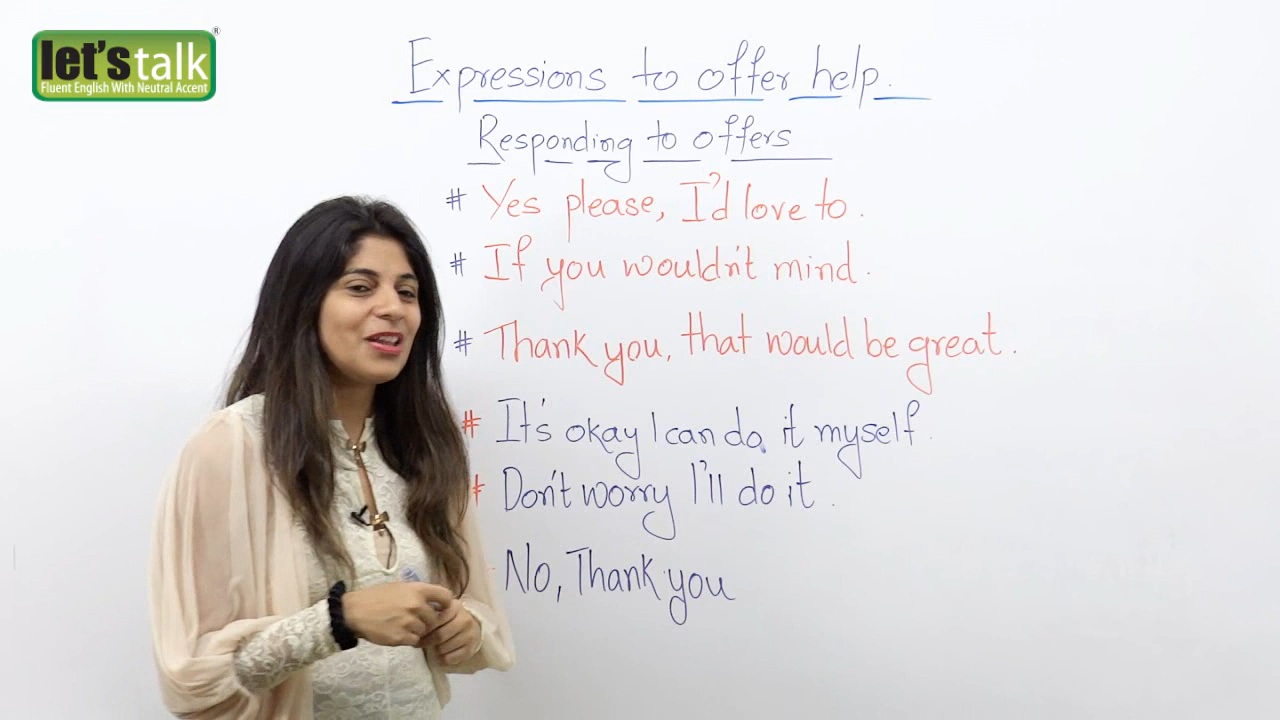 let's talk®
Fluent English With Neutral Accent
Expressions to offer help.
Responding to offers
# Yes please, I'd love to.
# If you wouldn't mind.
# Thank you, that would be great.
# It's okay I can do it myself.
# Don't worry I'll do it.
No, Thank you